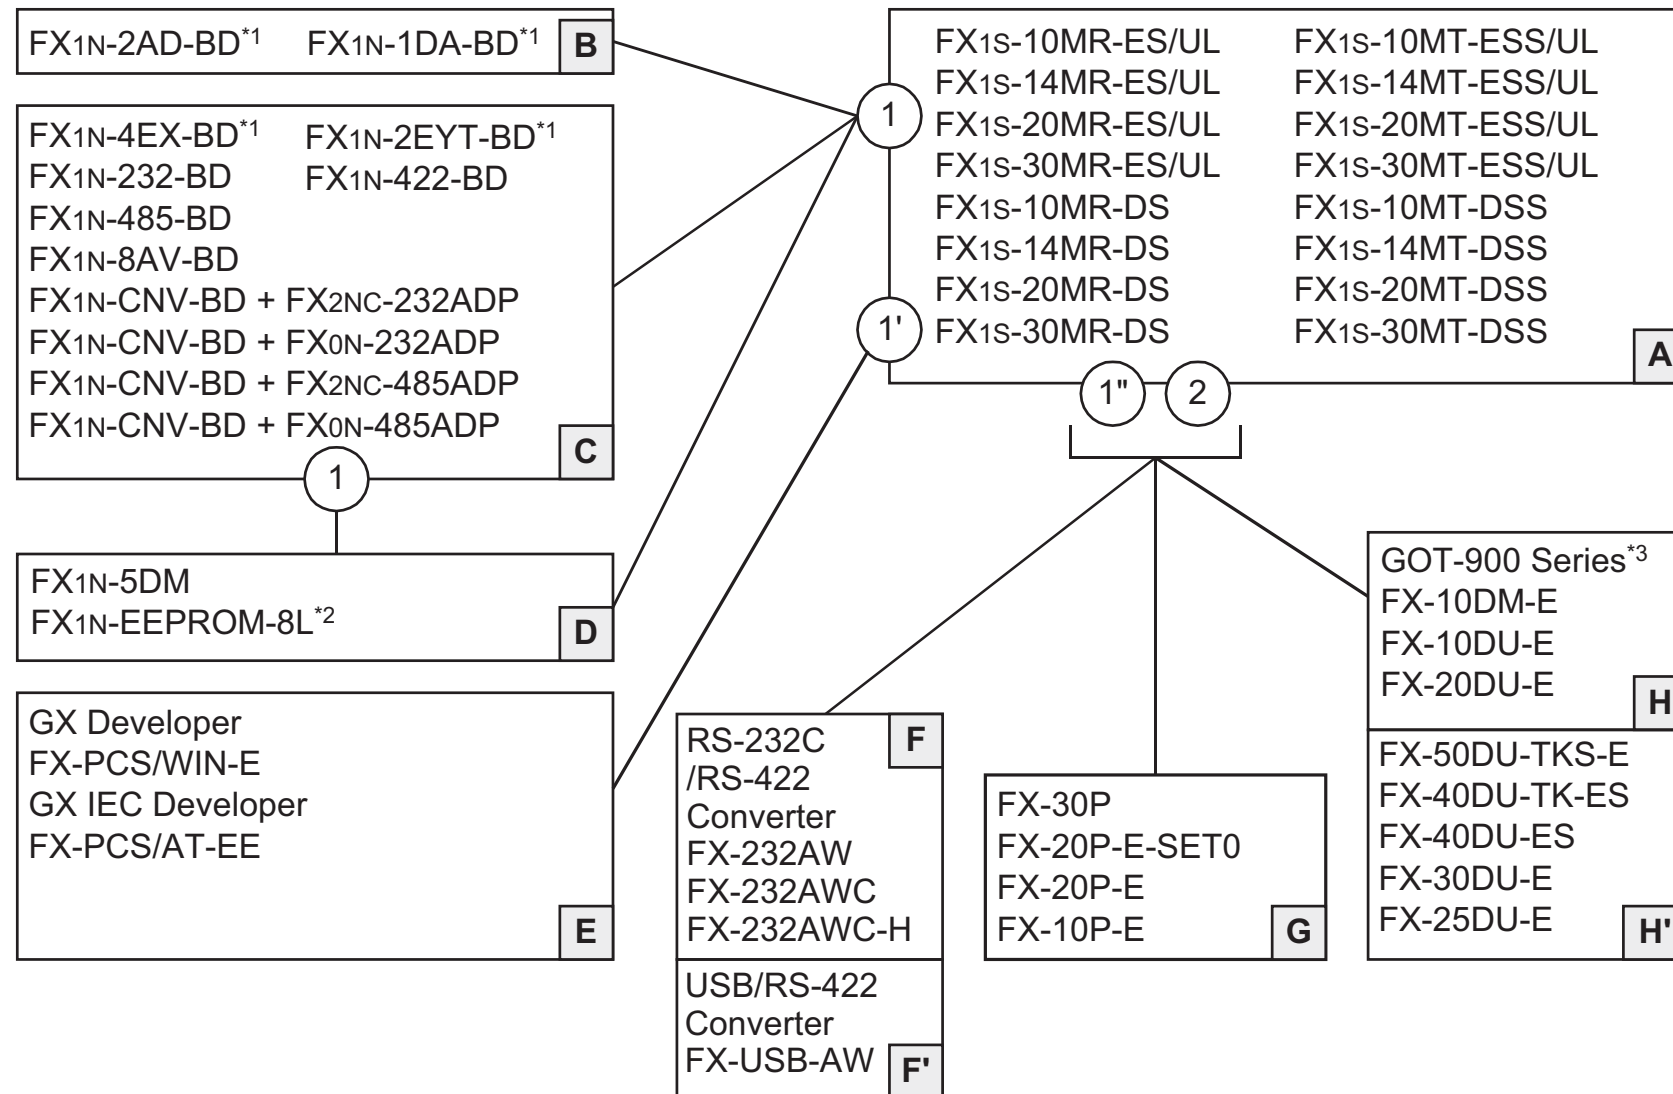 FX1N-2AD-BD*1 FX1N-1DA-BD*1 B
FX1N-4EX-BD*1 FX1N-2EYT-BD*1
FX1N-232-BD FX1N-422-BD
FX1N-485-BD
FX1N-8AV-BD
FX1N-CNV-BD + FX2NC-232ADP
FX1N-CNV-BD + FX0N-232ADP
FX1N-CNV-BD + FX2NC-485ADP
FX1N-CNV-BD + FX0N-485ADP
C
1
FX1N-5DM
FX1N-EEPROM-8L*2
D
GX Developer
FX-PCS/WIN-E
GX IEC Developer
FX-PCS/AT-EE
E
1
1'
FX1S-10MR-ES/UL FX1S-10MT-ESS/UL
FX1S-14MR-ES/UL FX1S-14MT-ESS/UL
FX1S-20MR-ES/UL FX1S-20MT-ESS/UL
FX1S-30MR-ES/UL FX1S-30MT-ESS/UL
FX1S-10MR-DS FX1S-10MT-DSS
FX1S-14MR-DS FX1S-14MT-DSS
FX1S-20MR-DS FX1S-20MT-DSS
FX1S-30MR-DS FX1S-30MT-DSS
A
1" 2
RS-232C F
/RS-422
Converter
FX-232AW
FX-232AWC
FX-232AWC-H
USB/RS-422
Converter
FX-USB-AW F'
FX-30P
FX-20P-E-SET0
FX-20P-E
FX-10P-E G
GOT-900 Series*3
FX-10DM-E
FX-10DU-E
FX-20DU-E H
FX-50DU-TKS-E
FX-40DU-TK-ES
FX-40DU-ES
FX-30DU-E
FX-25DU-E H'